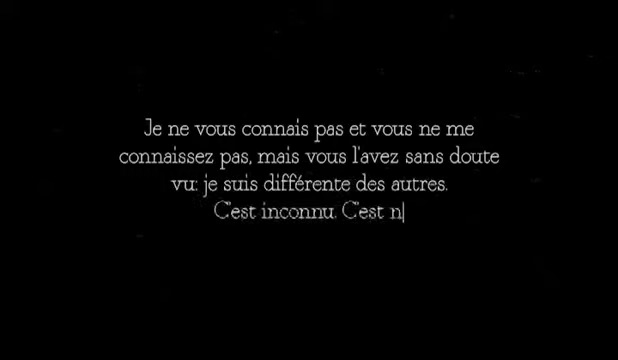 Je ne vous connais pas et vous ne me
connaissez pas, mais vous l'avez sans doute
vu: je suis différente des autres.
C'est inconnu. C'est n